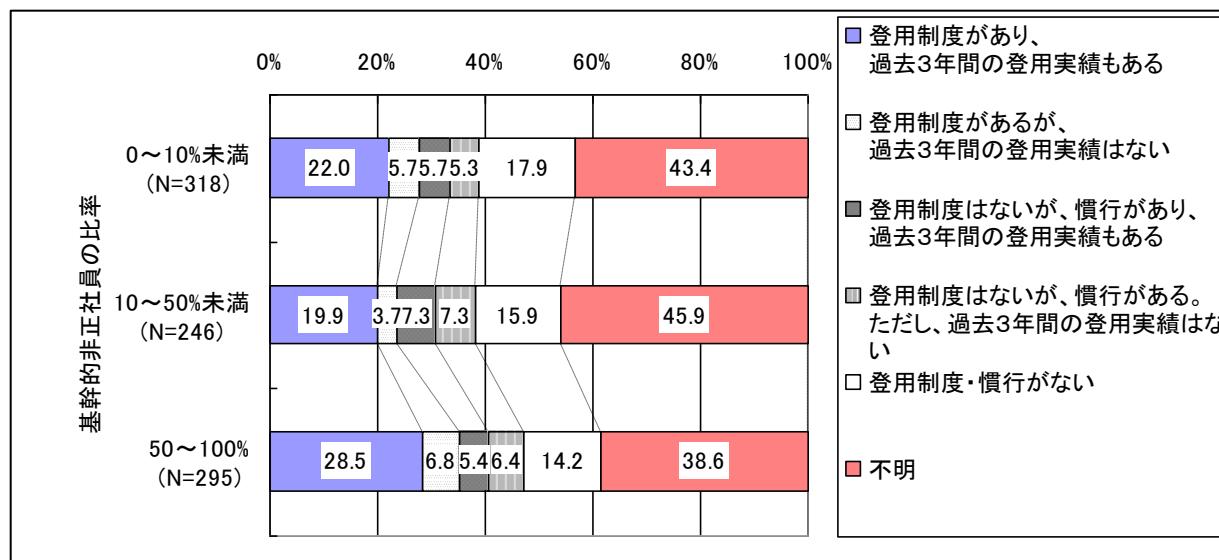 0%
20%
40%
60%
80%
100%
基幹的非正社員の比率
0～10%未満
(N=318)
22.0
5.7
5.7
5.3
17.9
43.4
10～50%未満
(N=246)
19.9
3.7
7.3
7.3
15.9
45.9
50～100%
(N=295)
28.5
6.8
5.4
6.4
14.2
38.6
登用制度があり、
過去３年間の登用実績もある
登用制度があるが、
過去３年間の登用実績はない
登用制度はないが、慣行があり、
過去３年間の登用実績もある
登用制度はないが、慣行がある。
ただし、過去３年間の登用実績はな
い
登用制度・慣行がない
不明